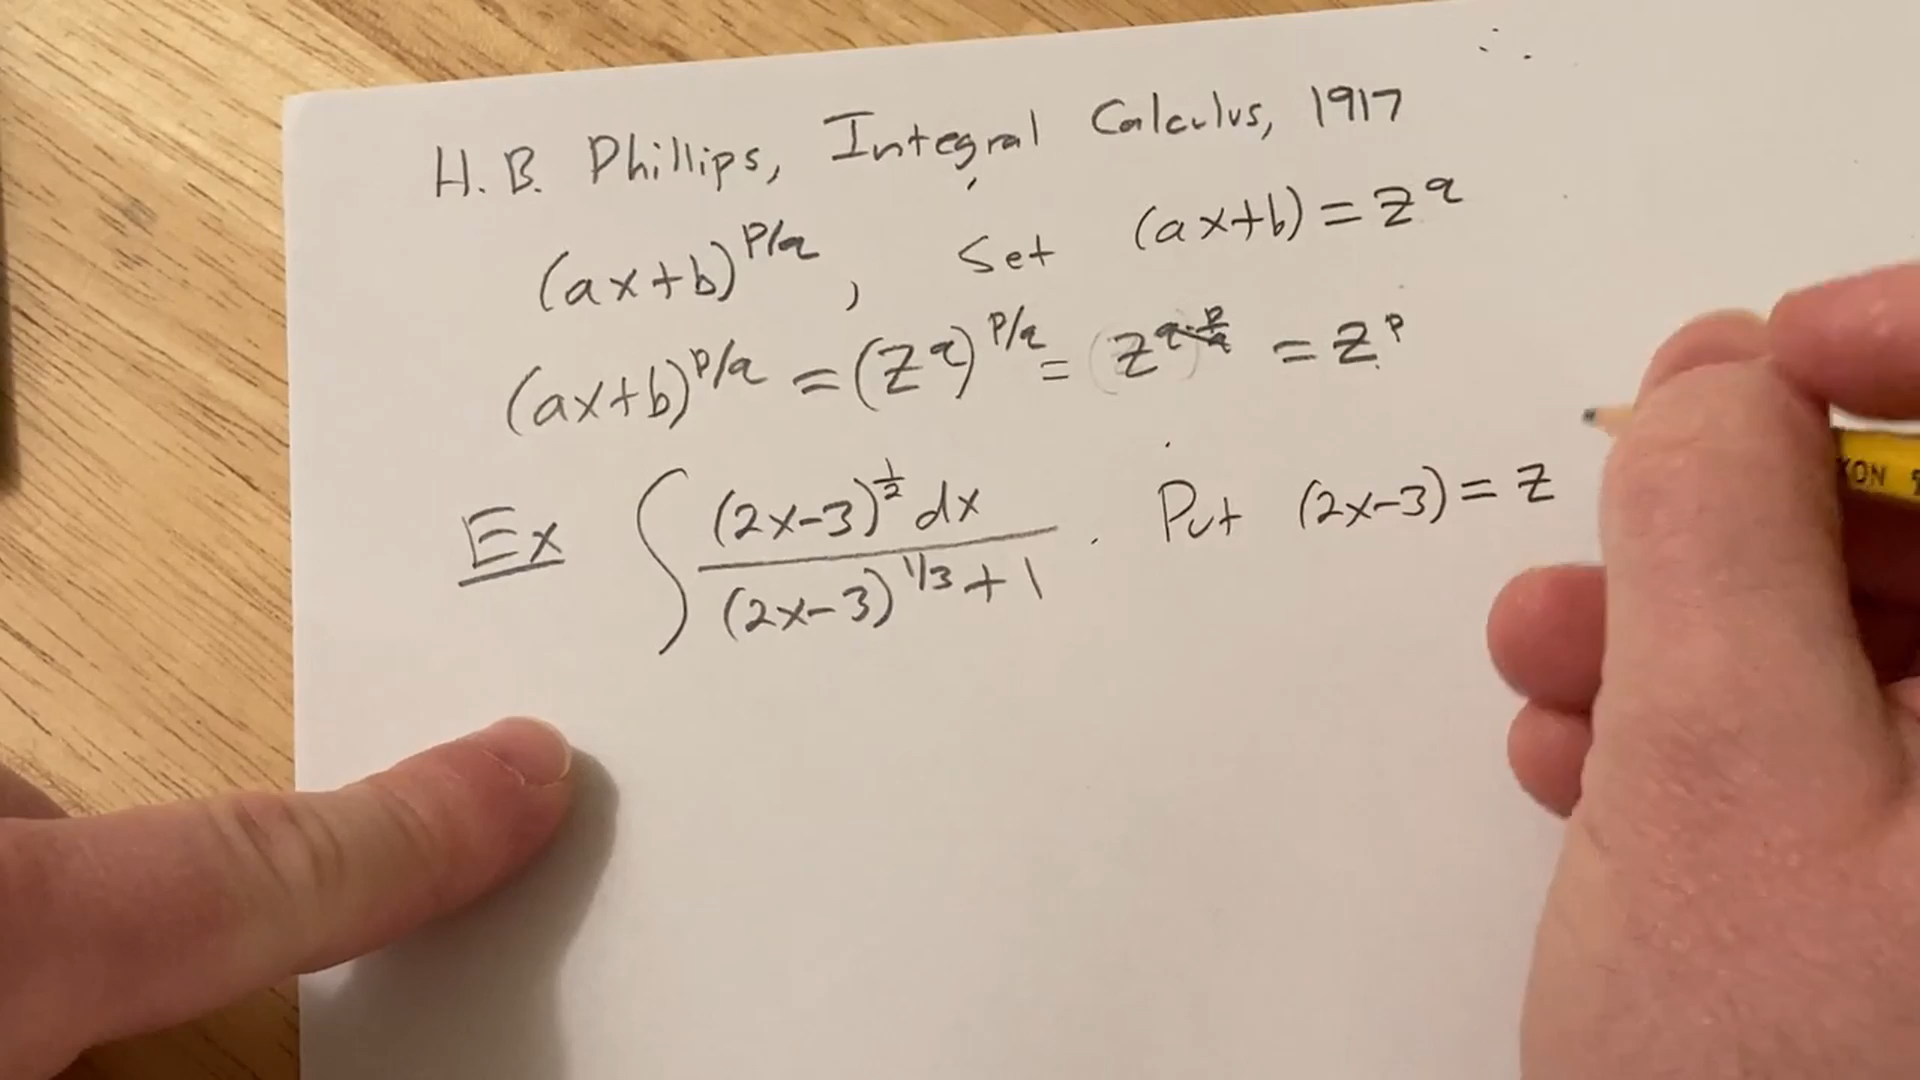 H.B. Phillips, Integral Calculus, 1917
(ax+b)^{p/q}, Set (ax+b) = z^q
(ax+b)^{p/q} = (z^q)^{p/q} = z^{q·p/q} = z^p
Ex ∫ (2x-3)^{1/2} dx / ((2x-3)^{1/3} + 1) . Put (2x-3) = z